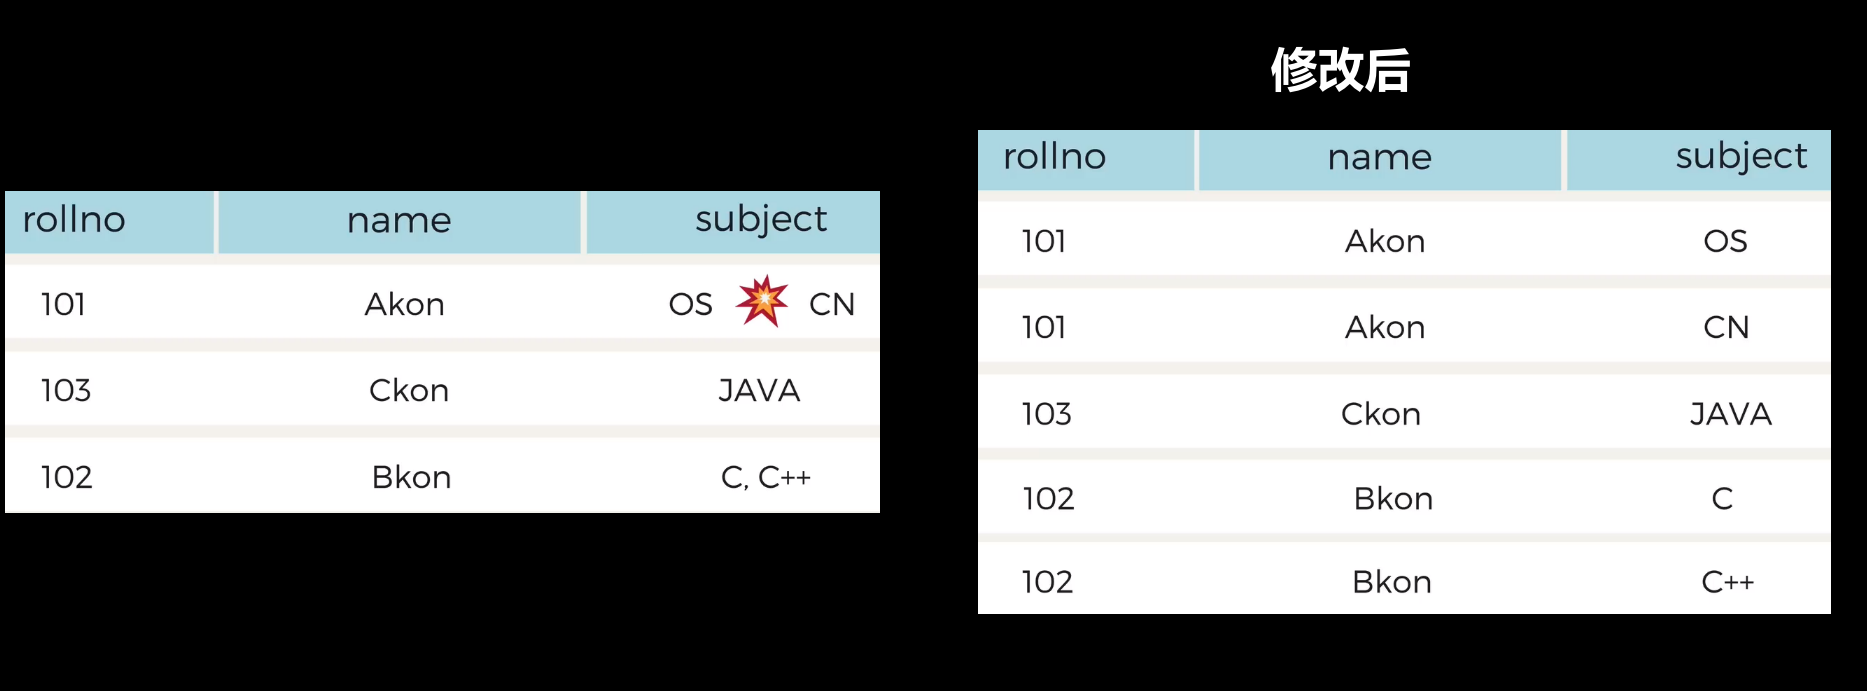 修改后
rollno name subject
101 Akon OS CN
103 Ckon JAVA
102 Bkon C, C++
rollno name subject
101 Akon OS
101 Akon CN
103 Ckon JAVA
102 Bkon C
102 Bkon C++